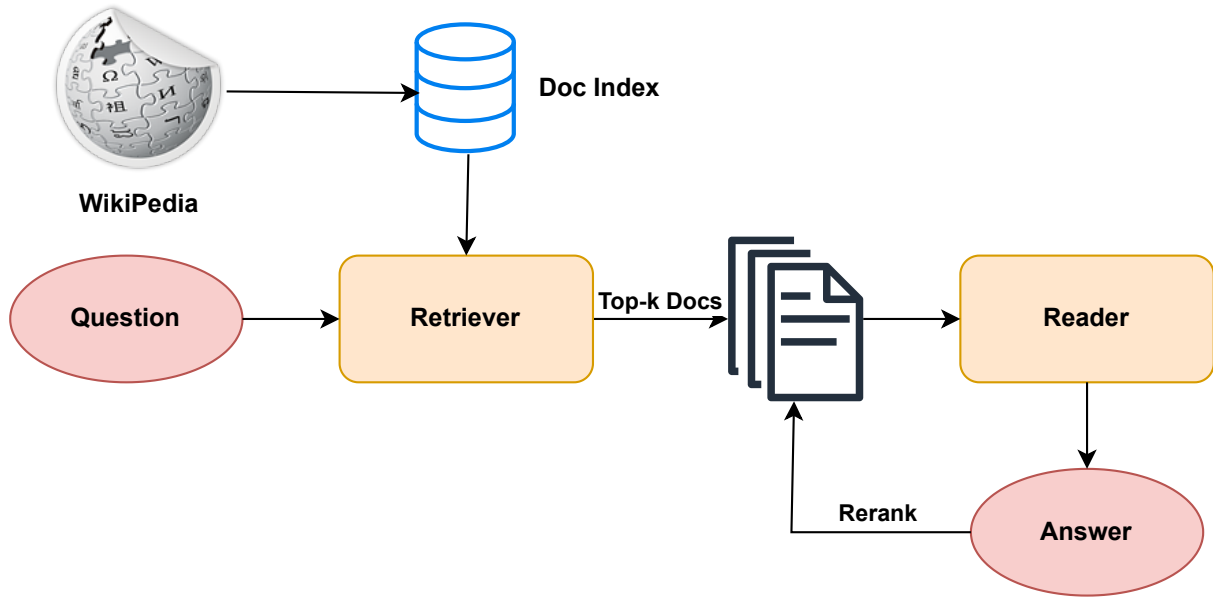 Doc Index
WikiPedia
Question
Retriever
Top-k Docs
Reader
Rerank
Answer